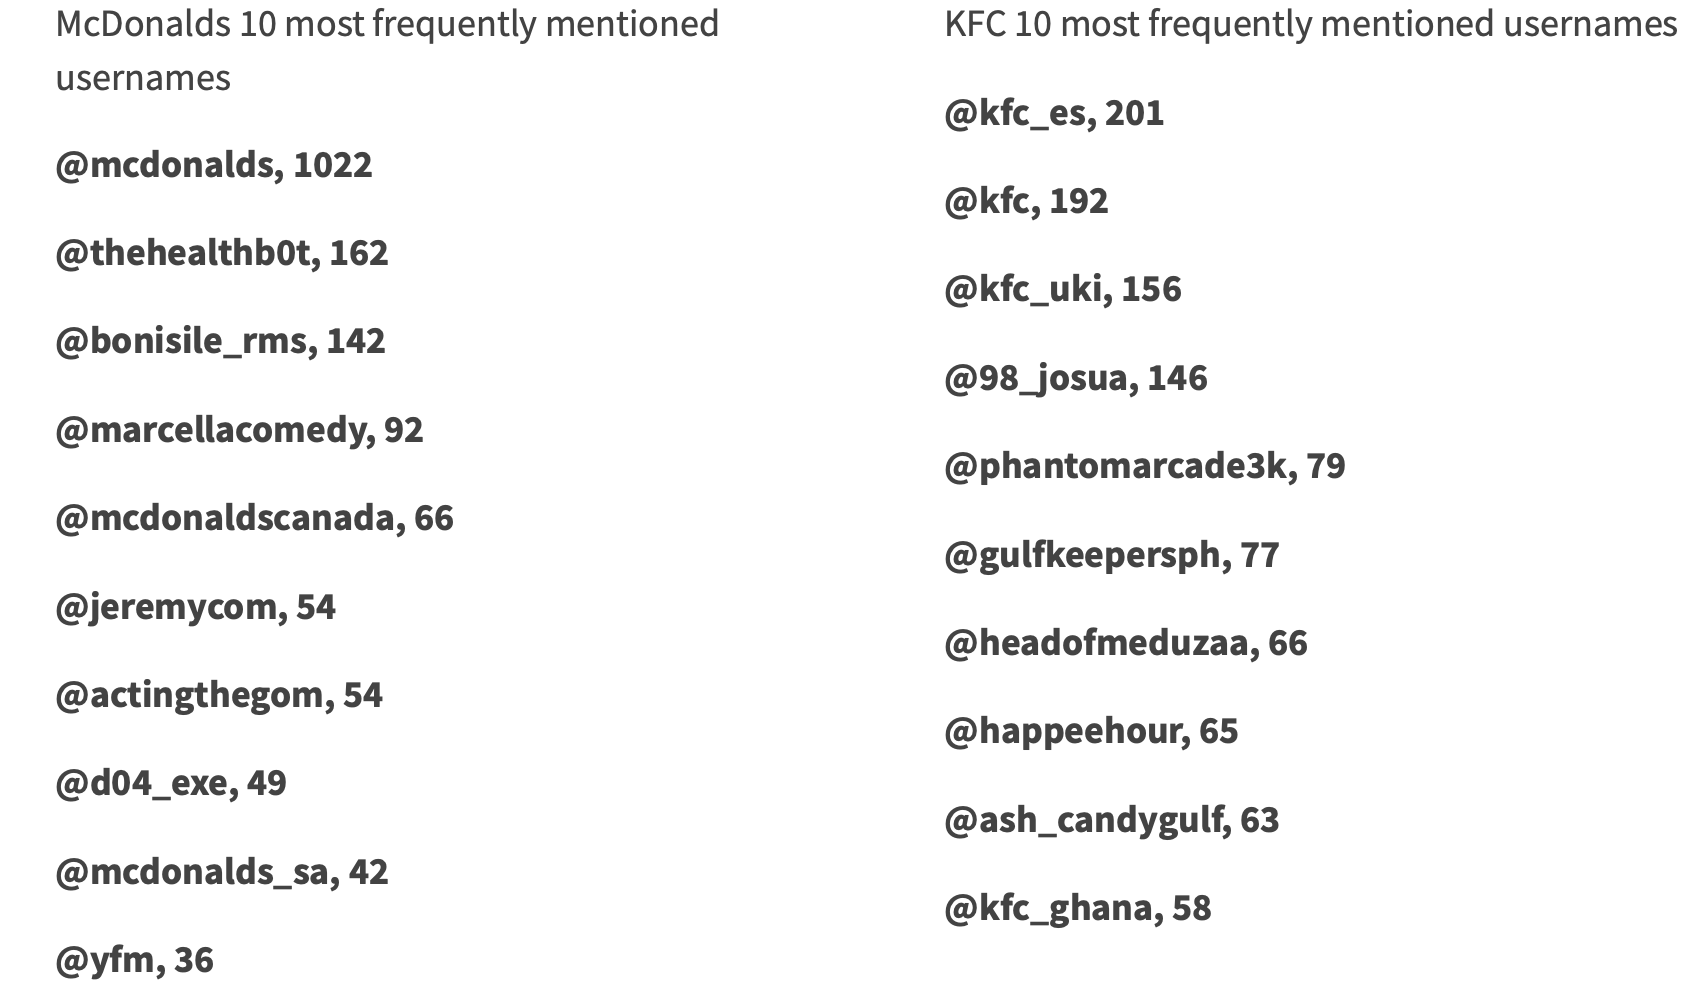 McDonalds 10 most frequently mentioned
usernames
@mcdonalds, 1022
@thehealthb0t, 162
@bonisile_rms, 142
@marcellacomedy, 92
@mcdonaldscanada, 66
@jeremycom, 54
@actingthegom, 54
@d04_exe, 49
@mcdonalds_sa, 42
@yfm, 36
KFC 10 most frequently mentioned usernames
@kfc_es, 201
@kfc, 192
@kfc_uki, 156
@98_josua, 146
@phantomarcade3k, 79
@gulfkeepersph, 77
@headofmeduzaa, 66
@happeehour, 65
@ash_candygulf, 63
@kfc_ghana, 58